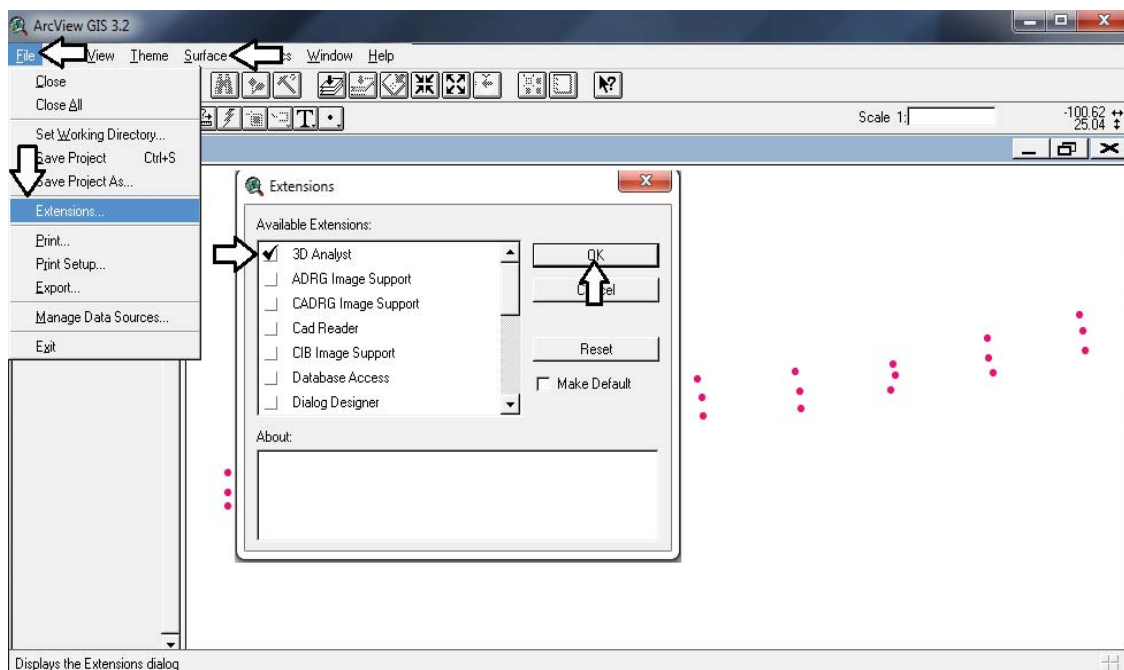 ArcView GIS 3.2
File View Theme Surface Window Help
Close
Close All
Set Working Directory...
Save Project Ctrl+S
Save Project As...
Extensions...
Print...
Print Setup...
Export...
Manage Data Sources...
Exit
Scale 1:
-100.62
25.04
Extensions
Available Extensions:
3D Analyst
ADRG Image Support
CADRG Image Support
Cad Reader
CIB Image Support
Database Access
Dialog Designer
OK
Cancel
Reset
Make Default
About:
Displays the Extensions dialog